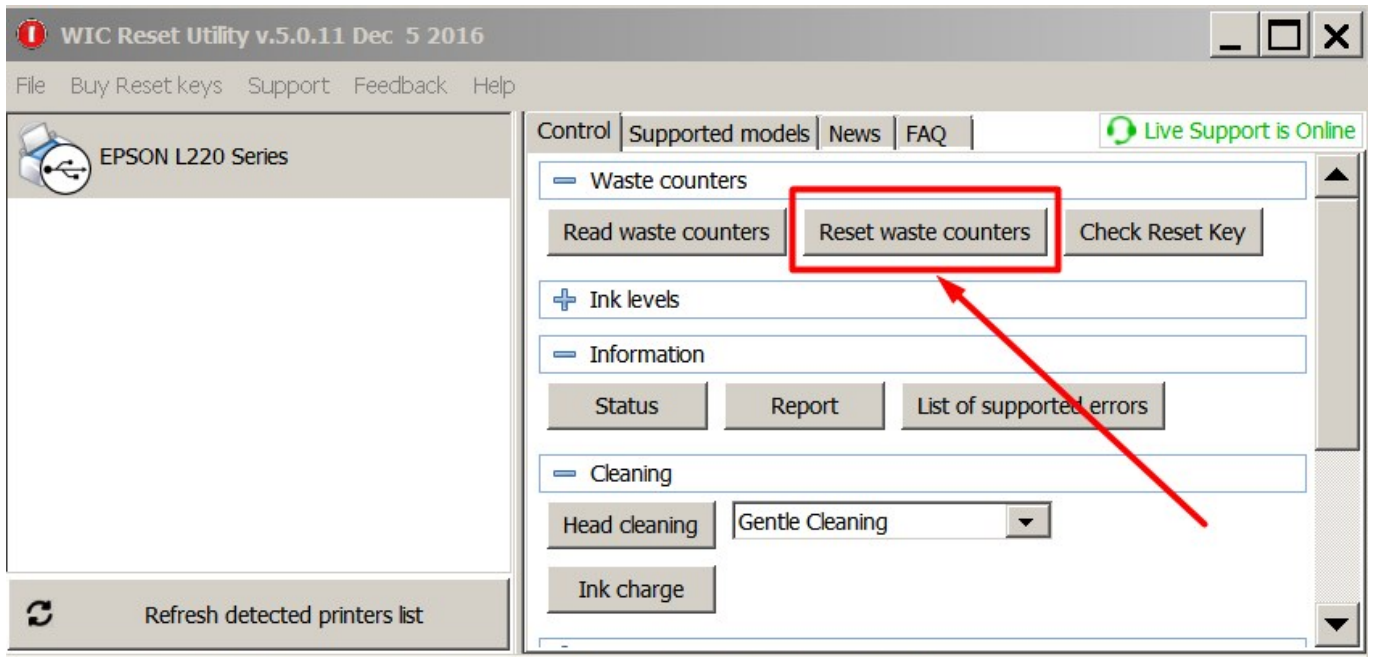 WIC Reset Utility v.5.0.11 Dec 5 2016
File Buy Reset keys Support Feedback Help
EPSON L220 Series
Refresh detected printers list
Control Supported models News FAQ Live Support is Online
Waste counters
Read waste counters Reset waste counters Check Reset Key
Ink levels
Information
Status Report List of supported errors
Cleaning
Head cleaning Gentle Cleaning
Ink charge